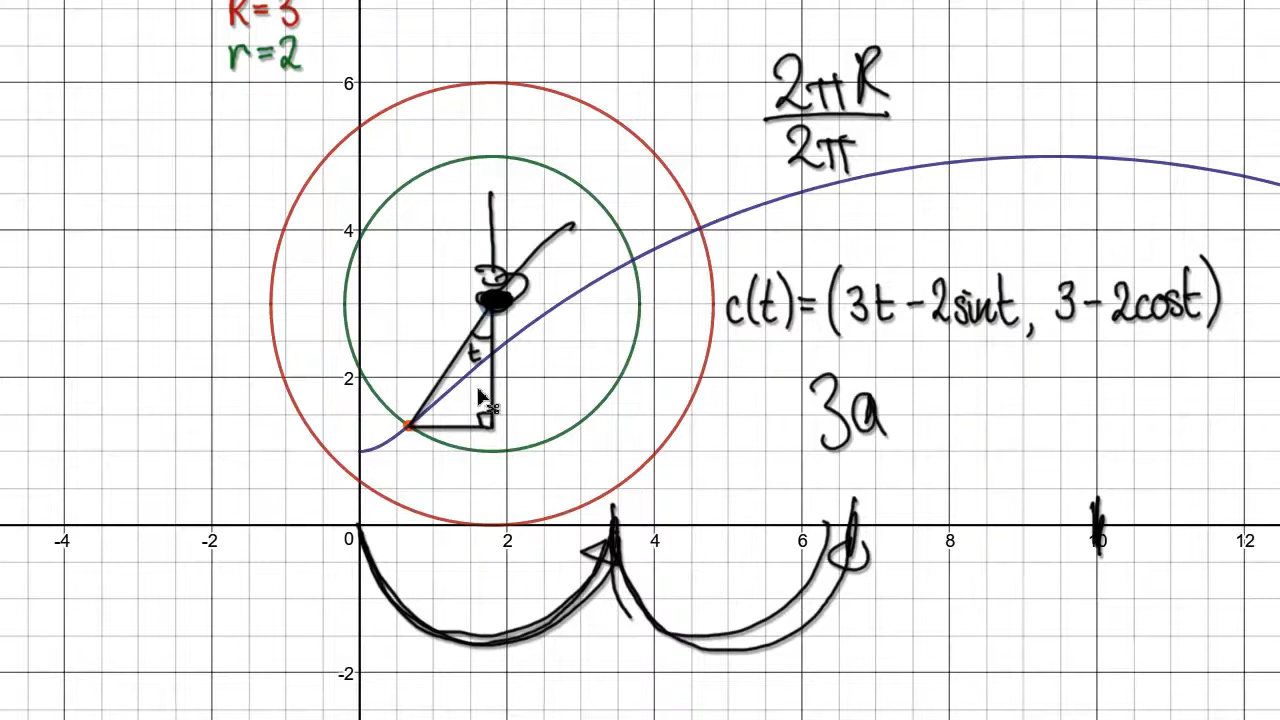 R=3
r=2
2πR
2π
c(t)=(3t-2sint, 3-2cost)
3a
t
6
4
2
0
-2
-4 -2 2 4 6 8 10 12